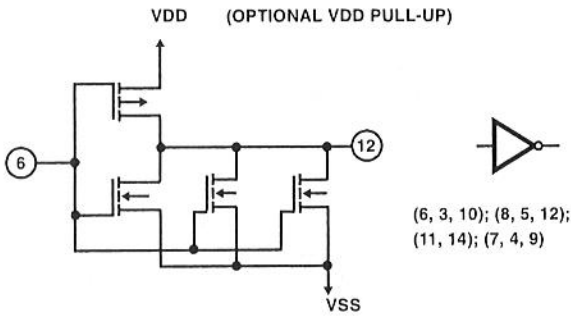 VDD (OPTIONAL VDD PULL-UP)
6
12
(6, 3, 10); (8, 5, 12);
(11, 14); (7, 4, 9)
VSS